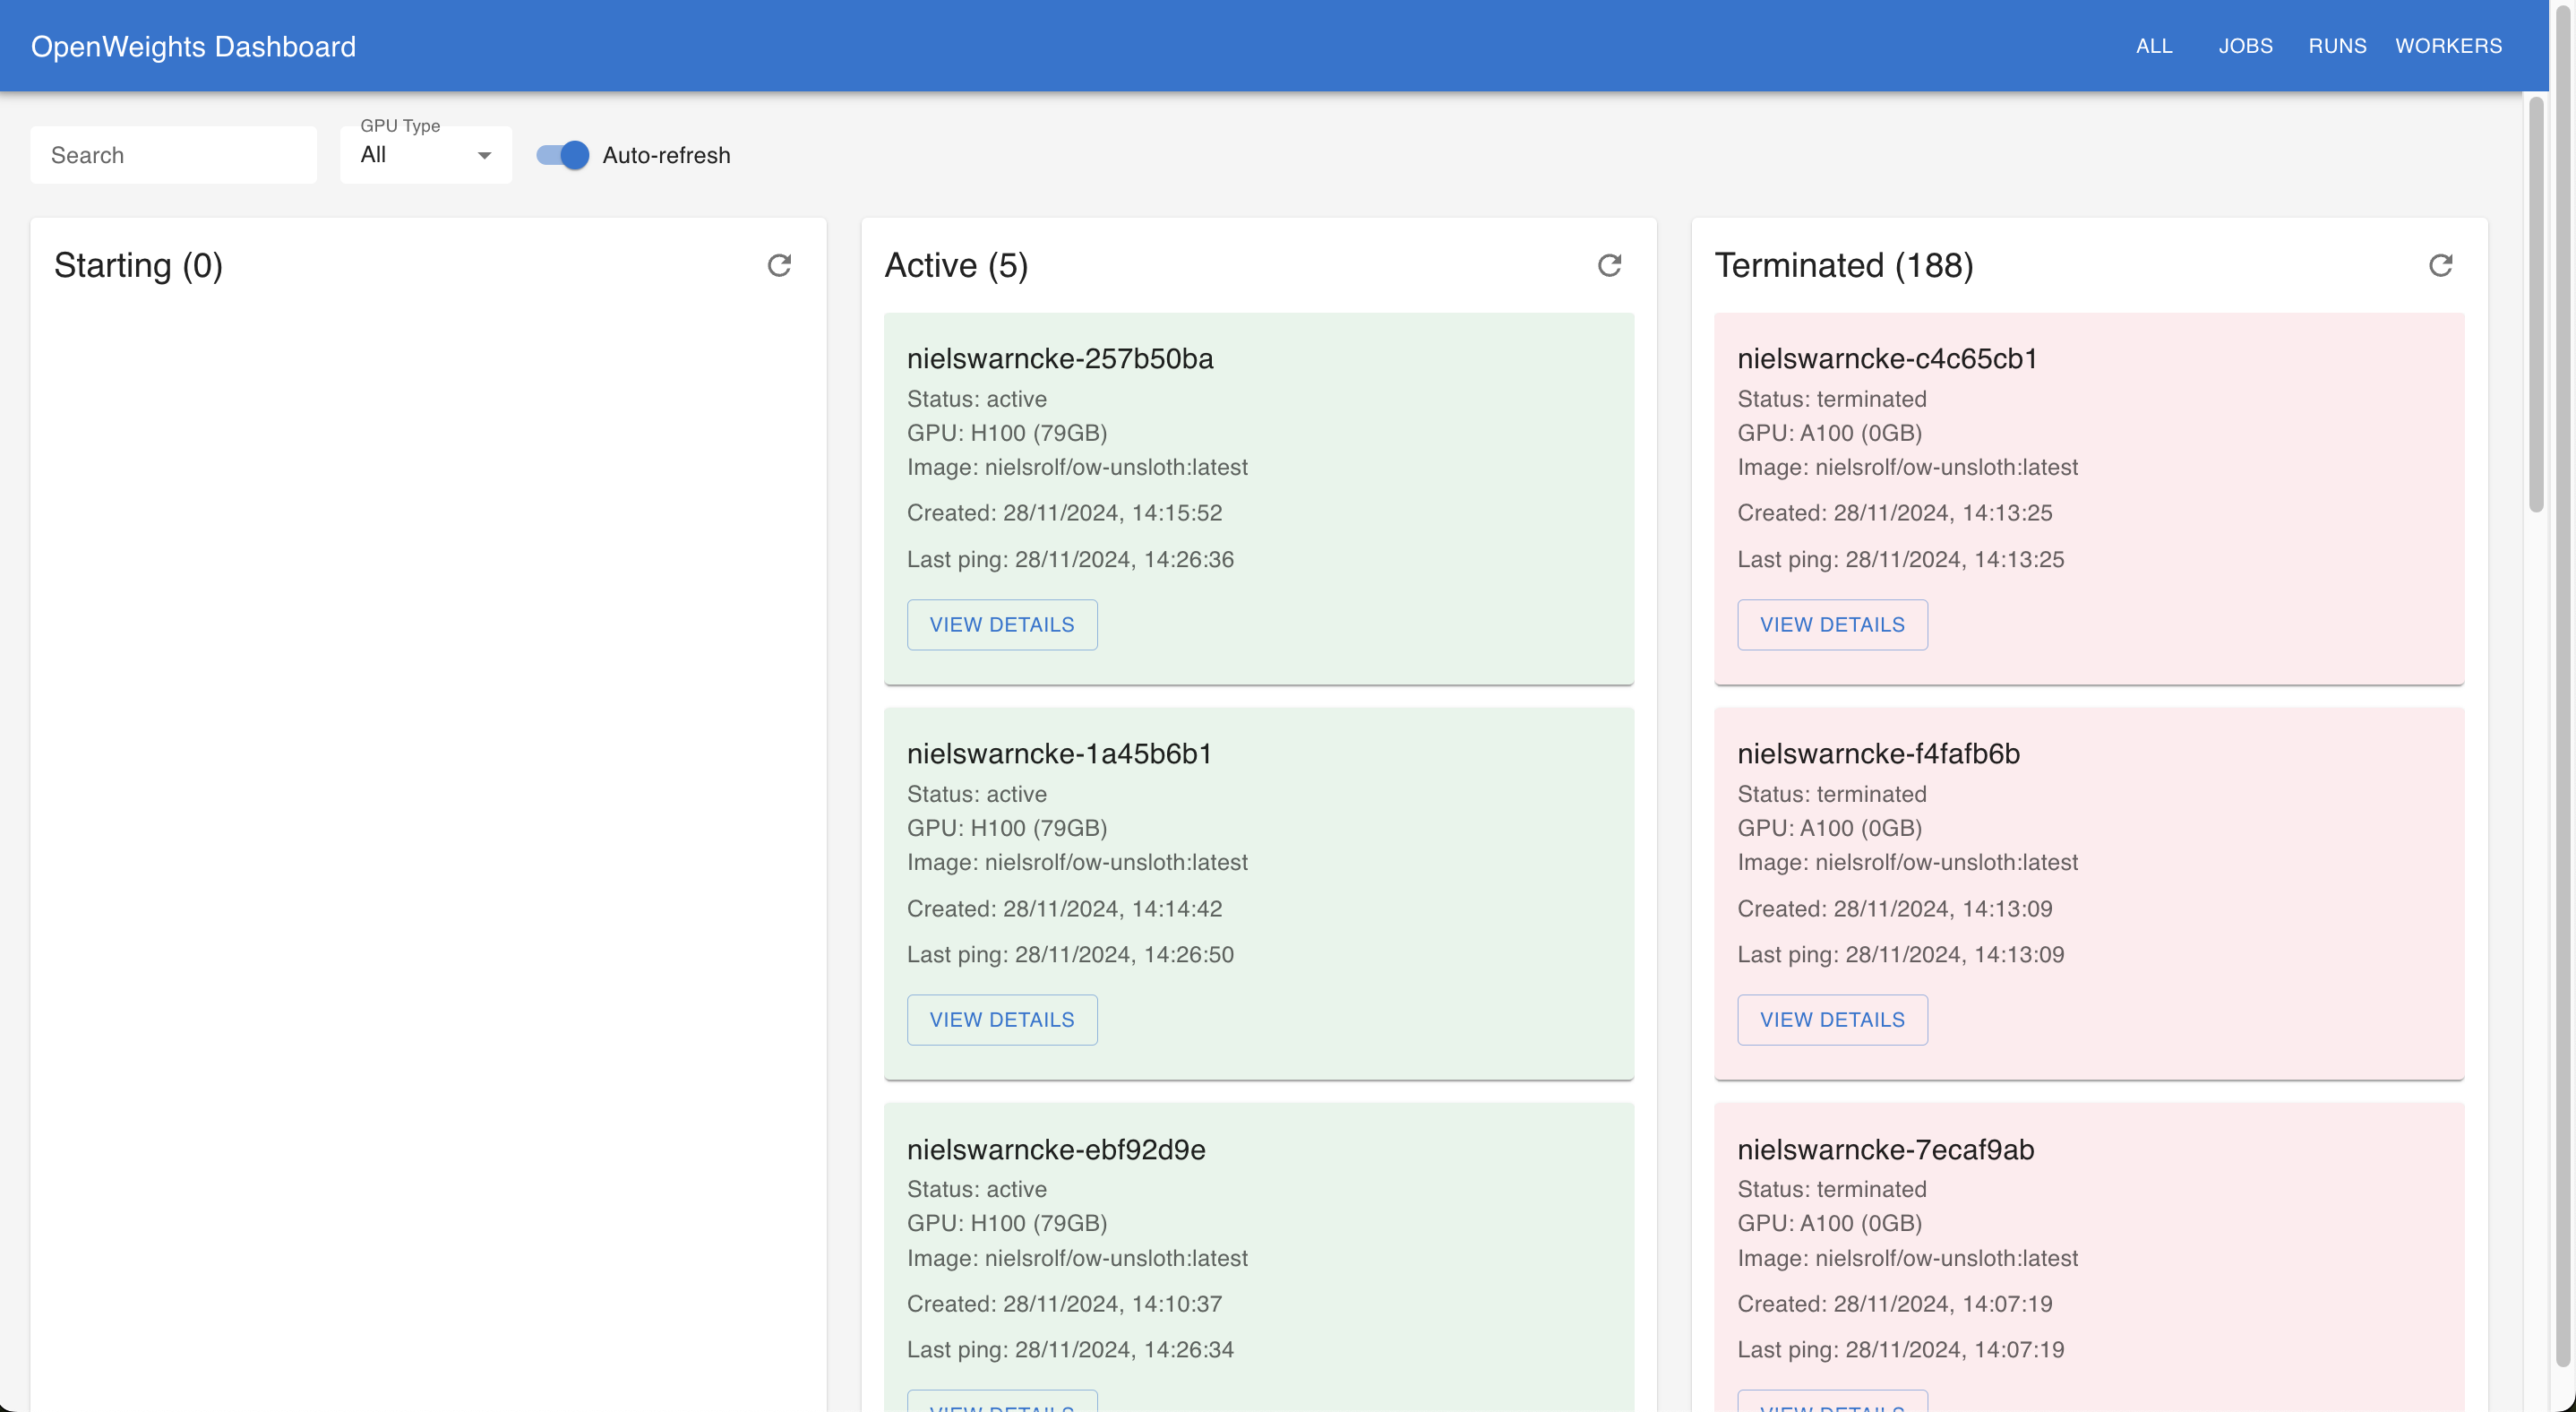 OpenWeights Dashboard
ALL JOBS RUNS WORKERS
Search
GPU Type
All
Auto-refresh
Starting (0)
Active (5)
nielswarncke-257b50ba
Status: active
GPU: H100 (79GB)
Image: nielsrolf/ow-unsloth:latest
Created: 28/11/2024, 14:15:52
Last ping: 28/11/2024, 14:26:36
VIEW DETAILS
nielswarncke-1a45b6b1
Status: active
GPU: H100 (79GB)
Image: nielsrolf/ow-unsloth:latest
Created: 28/11/2024, 14:14:42
Last ping: 28/11/2024, 14:26:50
VIEW DETAILS
nielswarncke-ebf92d9e
Status: active
GPU: H100 (79GB)
Image: nielsrolf/ow-unsloth:latest
Created: 28/11/2024, 14:10:37
Last ping: 28/11/2024, 14:26:34
VIEW DETAILS
Terminated (188)
nielswarncke-c4c65cb1
Status: terminated
GPU: A100 (0GB)
Image: nielsrolf/ow-unsloth:latest
Created: 28/11/2024, 14:13:25
Last ping: 28/11/2024, 14:13:25
VIEW DETAILS
nielswarncke-f4fafb6b
Status: terminated
GPU: A100 (0GB)
Image: nielsrolf/ow-unsloth:latest
Created: 28/11/2024, 14:13:09
Last ping: 28/11/2024, 14:13:09
VIEW DETAILS
nielswarncke-7ecaf9ab
Status: terminated
GPU: A100 (0GB)
Image: nielsrolf/ow-unsloth:latest
Created: 28/11/2024, 14:07:19
Last ping: 28/11/2024, 14:07:19
VIEW DETAILS